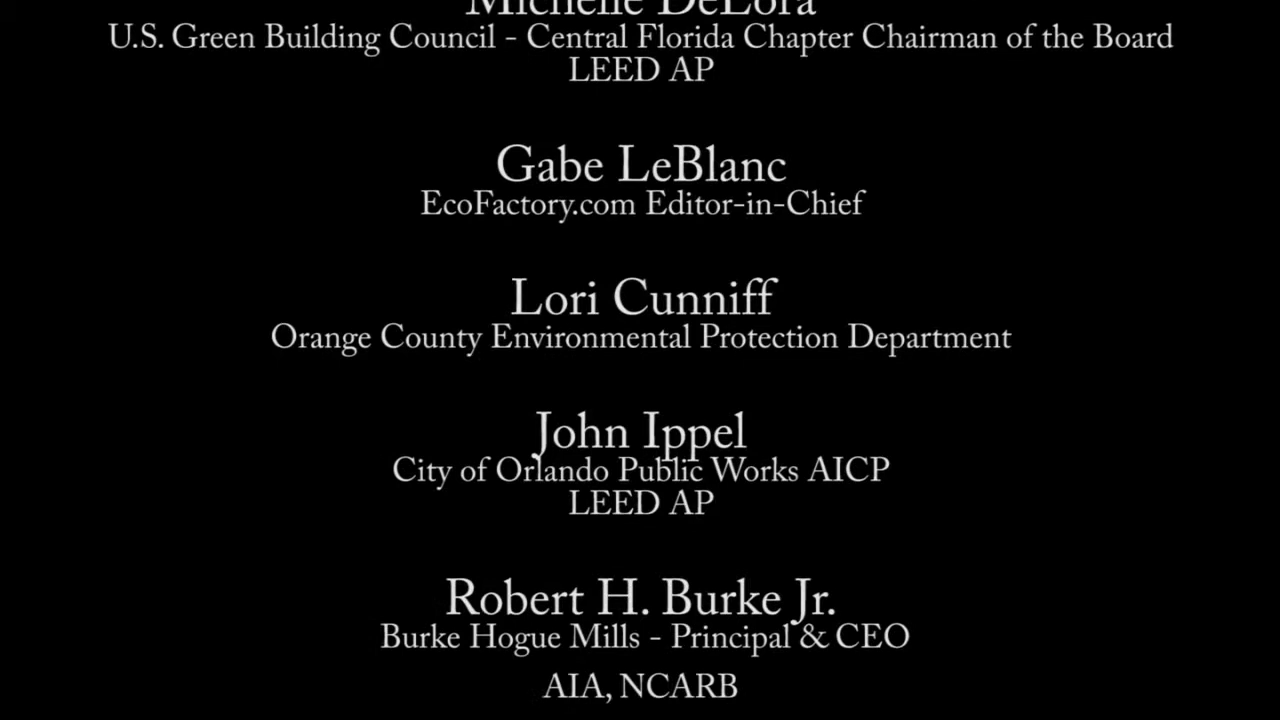 Michelle DeLora
U.S. Green Building Council - Central Florida Chapter Chairman of the Board
LEED AP
Gabe LeBlanc
EcoFactory.com Editor-in-Chief
Lori Cunniff
Orange County Environmental Protection Department
John Ippel
City of Orlando Public Works AICP
LEED AP
Robert H. Burke Jr.
Burke Hogue Mills - Principal & CEO
AIA, NCARB